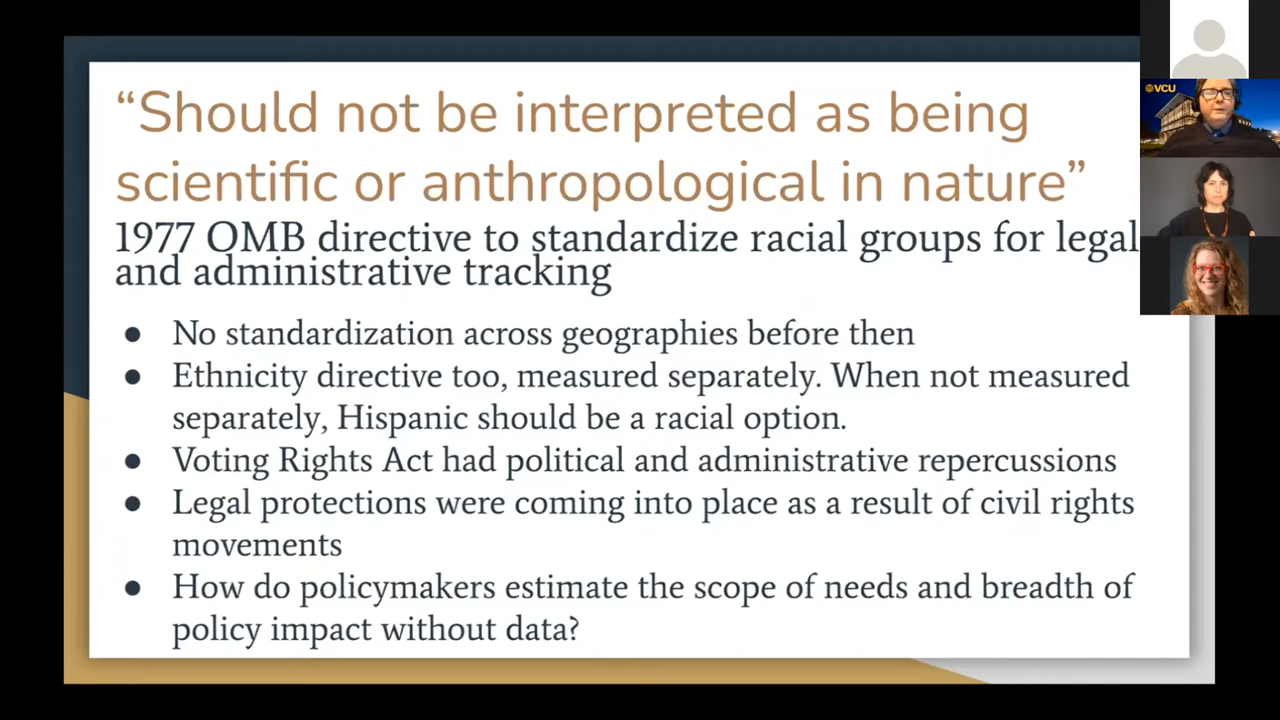 “Should not be interpreted as being
scientific or anthropological in nature”
1977 OMB directive to standardize racial groups for legal
and administrative tracking
● No standardization across geographies before then
● Ethnicity directive too, measured separately. When not measured
separately, Hispanic should be a racial option.
● Voting Rights Act had political and administrative repercussions
● Legal protections were coming into place as a result of civil rights
movements
● How do policymakers estimate the scope of needs and breadth of
policy impact without data?
VCU